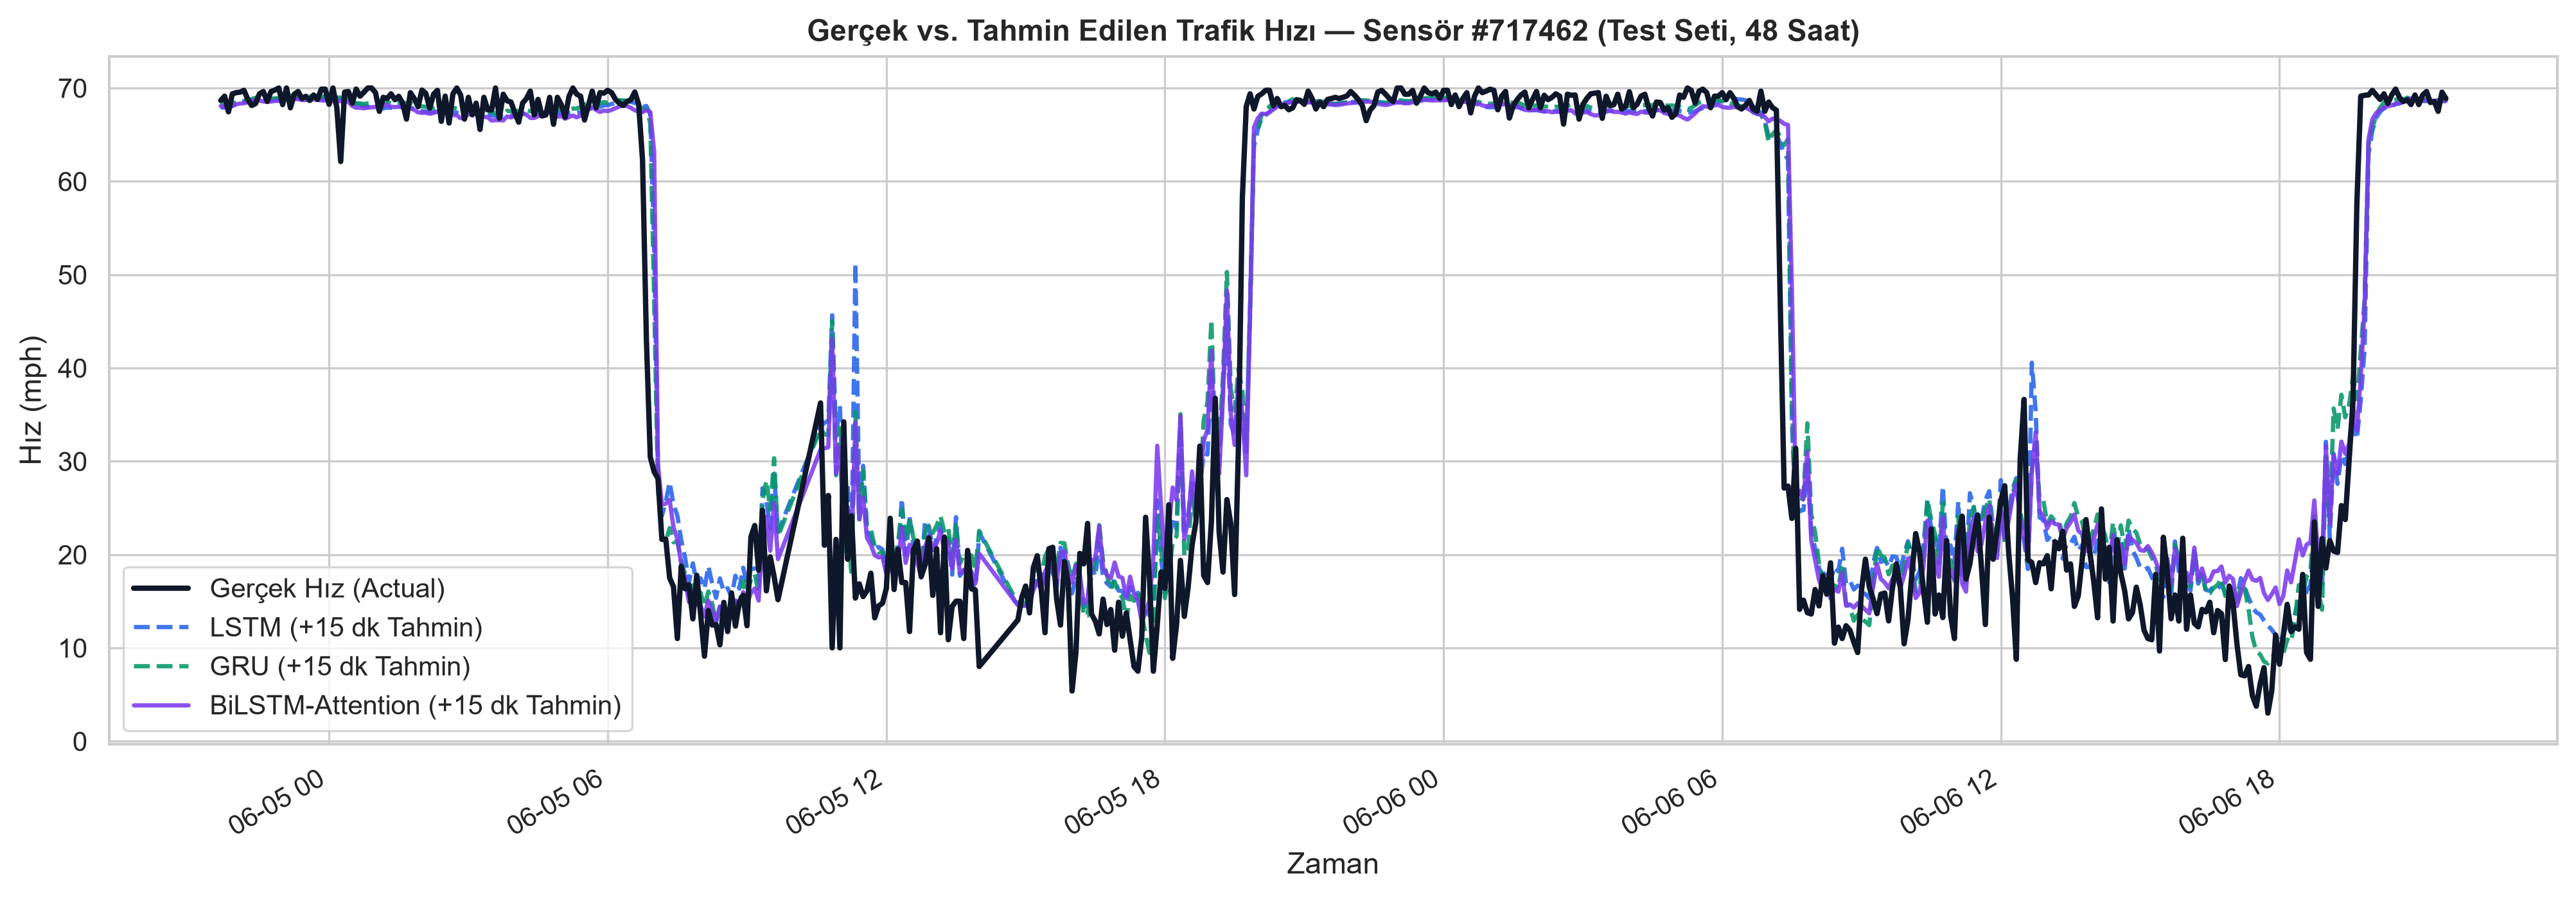 Gerçek vs. Tahmin Edilen Trafik Hızı — Sensör #717462 (Test Seti, 48 Saat)
Hız (mph)
70
60
50
40
30
20
10
0
Gerçek Hız (Actual)
LSTM (+15 dk Tahmin)
GRU (+15 dk Tahmin)
BiLSTM-Attention (+15 dk Tahmin)
06-05 00
06-05 06
06-05 12
06-05 18
06-06 00
06-06 06
06-06 12
06-06 18
Zaman